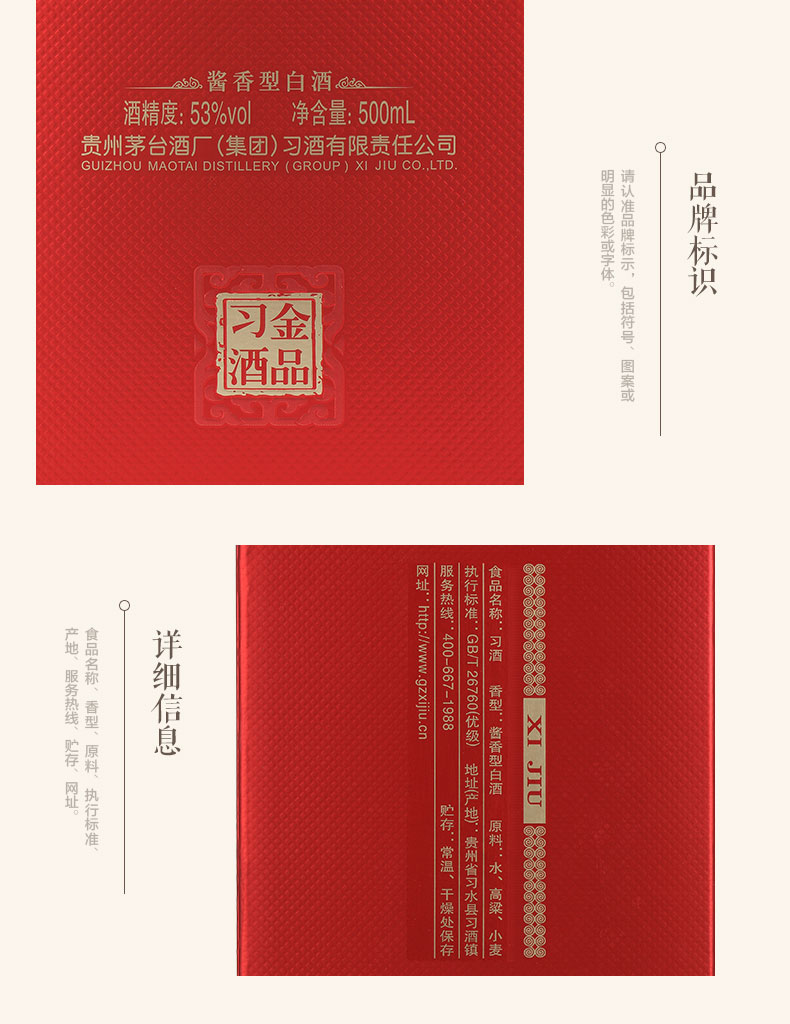 酱香型白酒
酒精度: 53%vol 净含量: 500mL
贵州茅台酒厂(集团)习酒有限责任公司
GUIZHOU MAOTAI DISTILLERY ( GROUP ) XI JIU CO.,LTD.
金品
习酒
品牌标识
请认准品牌标示，包括符号、图案或
明显的色彩或字体。
详细信息
食品名称、香型、原料、执行标准、
产地、服务热线、贮存、网址。
XI JIU
食品名称：习酒 香型：酱香型白酒 原料：水、高粱、小麦
执行标准：GB/T 26760(优级) 地址(产地)：贵州省习水县习酒镇
服务热线：400-667-1988 贮存：常温、干燥处保存
网址：http://www.gzxijiu.cn